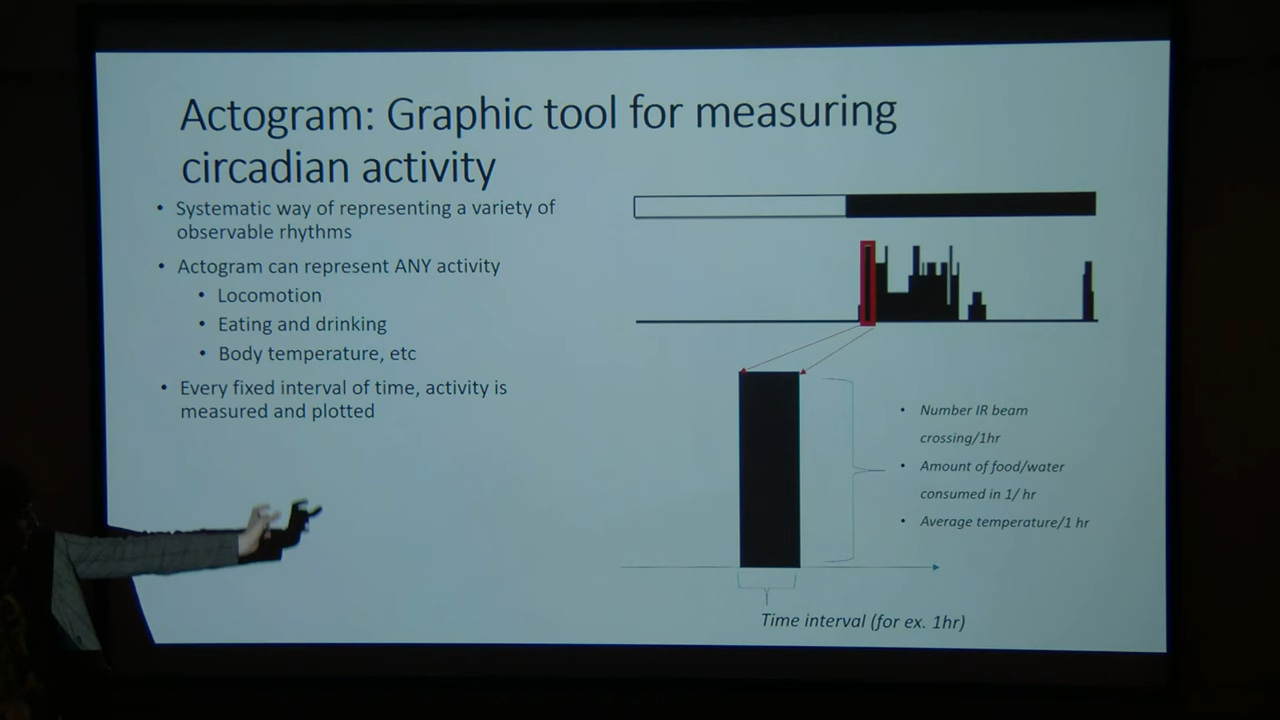 Actogram: Graphic tool for measuring
circadian activity
• Systematic way of representing a variety of
observable rhythms
• Actogram can represent ANY activity
• Locomotion
• Eating and drinking
• Body temperature, etc
• Every fixed interval of time, activity is
measured and plotted
• Number IR beam
crossing/1hr
• Amount of food/water
consumed in 1/ hr
• Average temperature/1 hr
Time interval (for ex. 1hr)